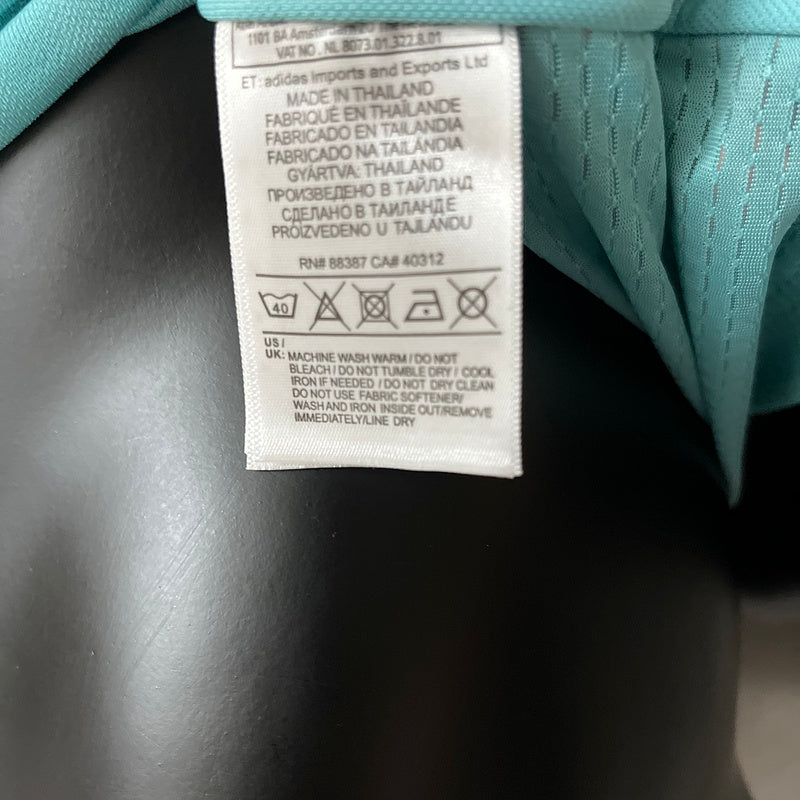 1101 BA Amsterdam
VAT NO. NL 8073.01.322.8.01
ET: adidas Imports and Exports Ltd
MADE IN THAILAND
FABRIQUÉ EN THAÏLANDE
FABRICADO EN TAILANDIA
FABRICADO NA TAILÂNDIA
GYÁRTVA: THAILAND
ПРОИЗВЕДЕНО В ТАЙЛАНД
СДЕЛАНО В ТАИЛАНДЕ
PROIZVEDENO U TAJLANDU
RN# 88387 CA# 40312
40
US /
UK: MACHINE WASH WARM / DO NOT
BLEACH / DO NOT TUMBLE DRY / COOL
IRON IF NEEDED / DO NOT DRY CLEAN
DO NOT USE FABRIC SOFTENER/
WASH AND IRON INSIDE OUT/REMOVE
IMMEDIATELY/LINE DRY